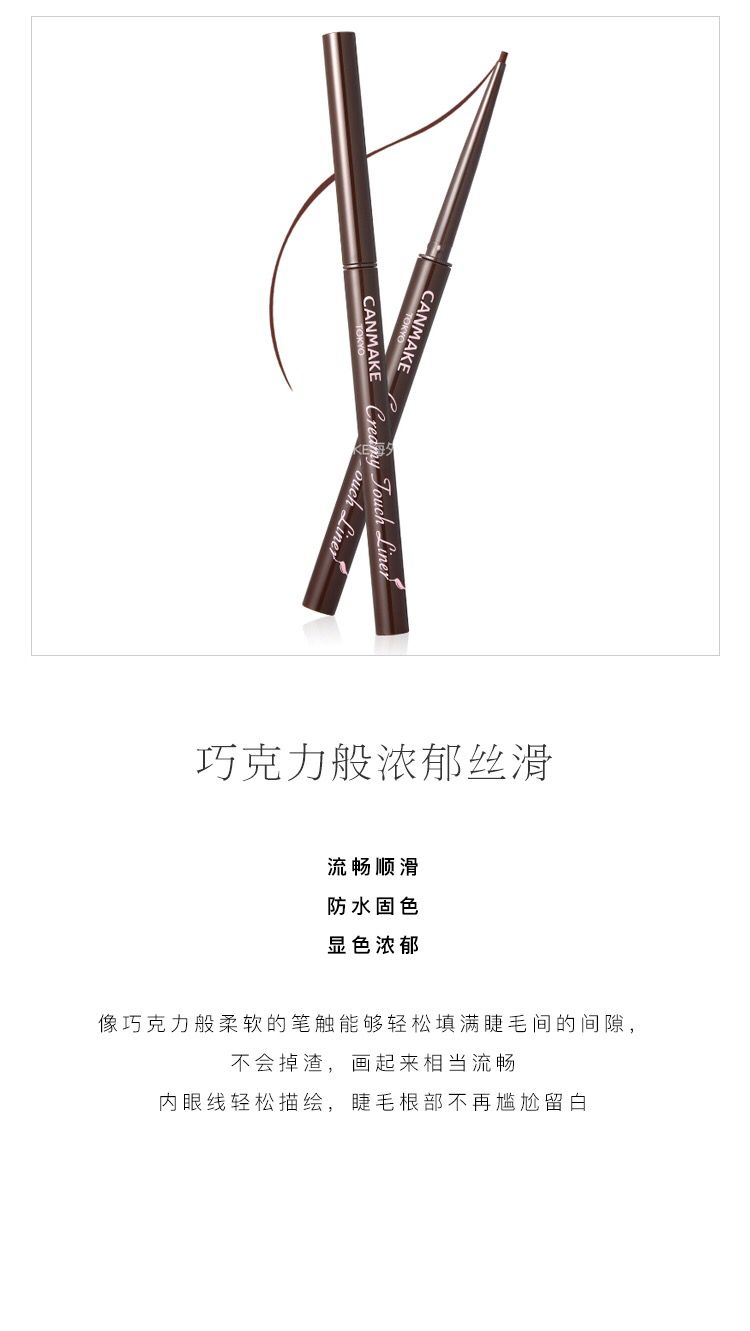 CANMAKE
TOKYO
Creamy Touch Liner
CANMAKE
TOKYO
ouch Liner
巧克力般浓郁丝滑
流畅顺滑
防水固色
显色浓郁
像巧克力般柔软的笔触能够轻松填满睫毛间的间隙，
不会掉渣，画起来相当流畅
内眼线轻松描绘，睫毛根部不再尴尬留白